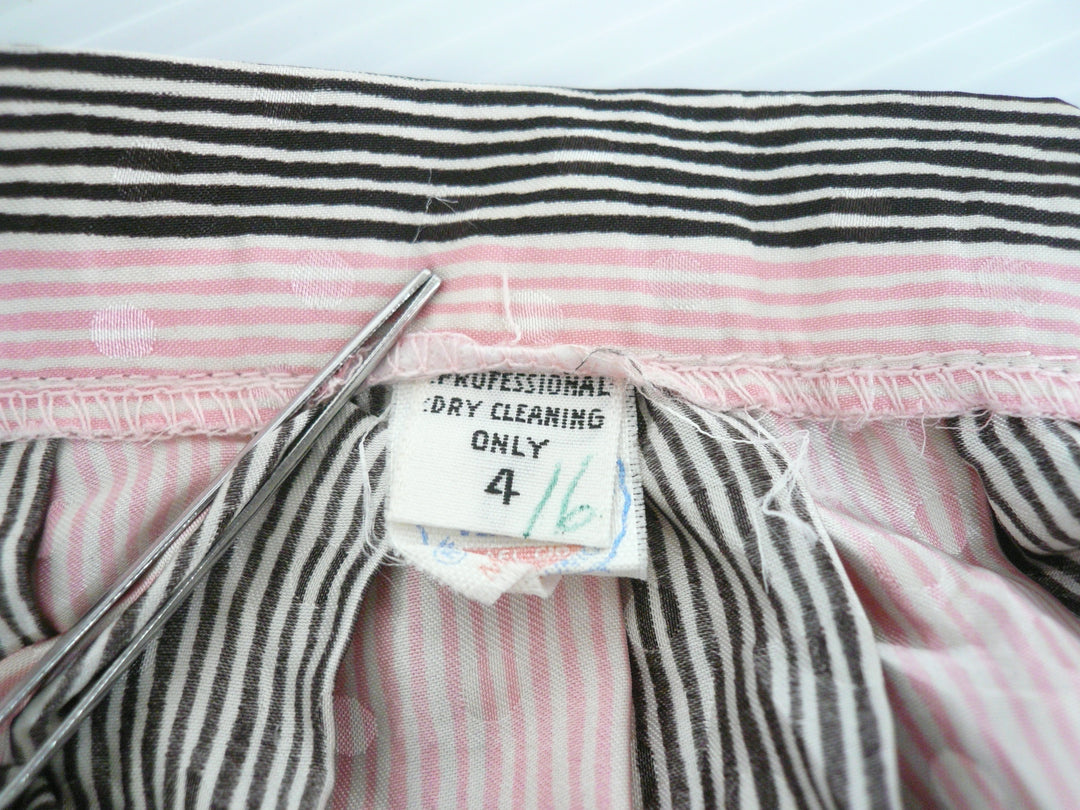 PROFESSIONAL
DRY CLEANING
ONLY
4 16